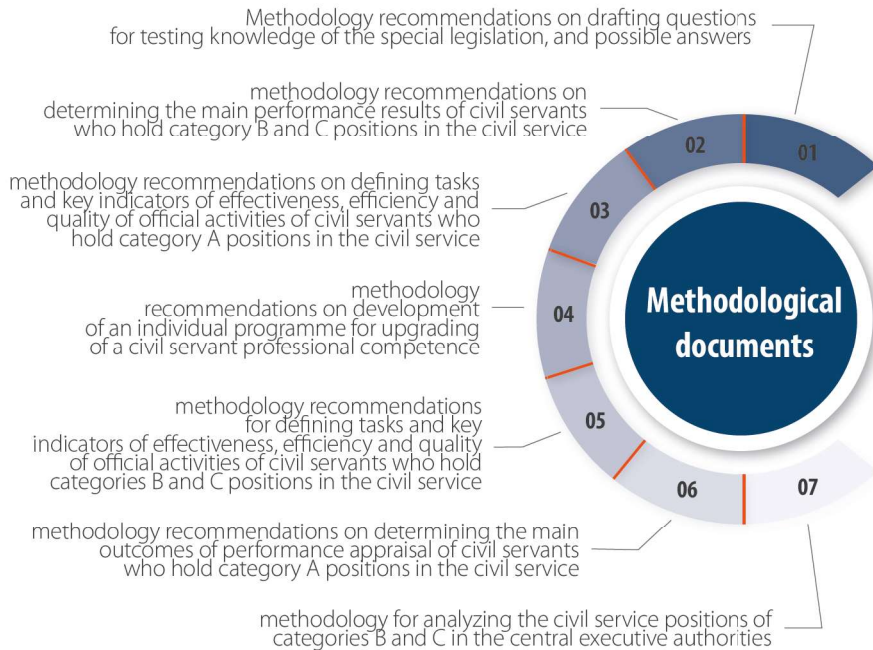 Methodology recommendations on drafting questions
for testing knowledge of the special legislation, and possible answers
01
methodology recommendations on
determining the main performance results of civil servants
who hold category B and C positions in the civil service
02
methodology recommendations on defining tasks
and key indicators of effectiveness, efficiency and
quality of official activities of civil servants who
hold category A positions in the civil service
03
methodology
recommendations on development
of an individual programme for upgrading
of a civil servant professional competence
04
Methodological
documents
methodology recommendations
for defining tasks and key
indicators of effectiveness, efficiency and quality
of official activities of civil servants who hold
categories B and C positions in the civil service
05
methodology recommendations on determining the main
outcomes of performance appraisal of civil servants
who hold category A positions in the civil service
06
07
methodology for analyzing the civil service positions of
categories B and C in the central executive authorities